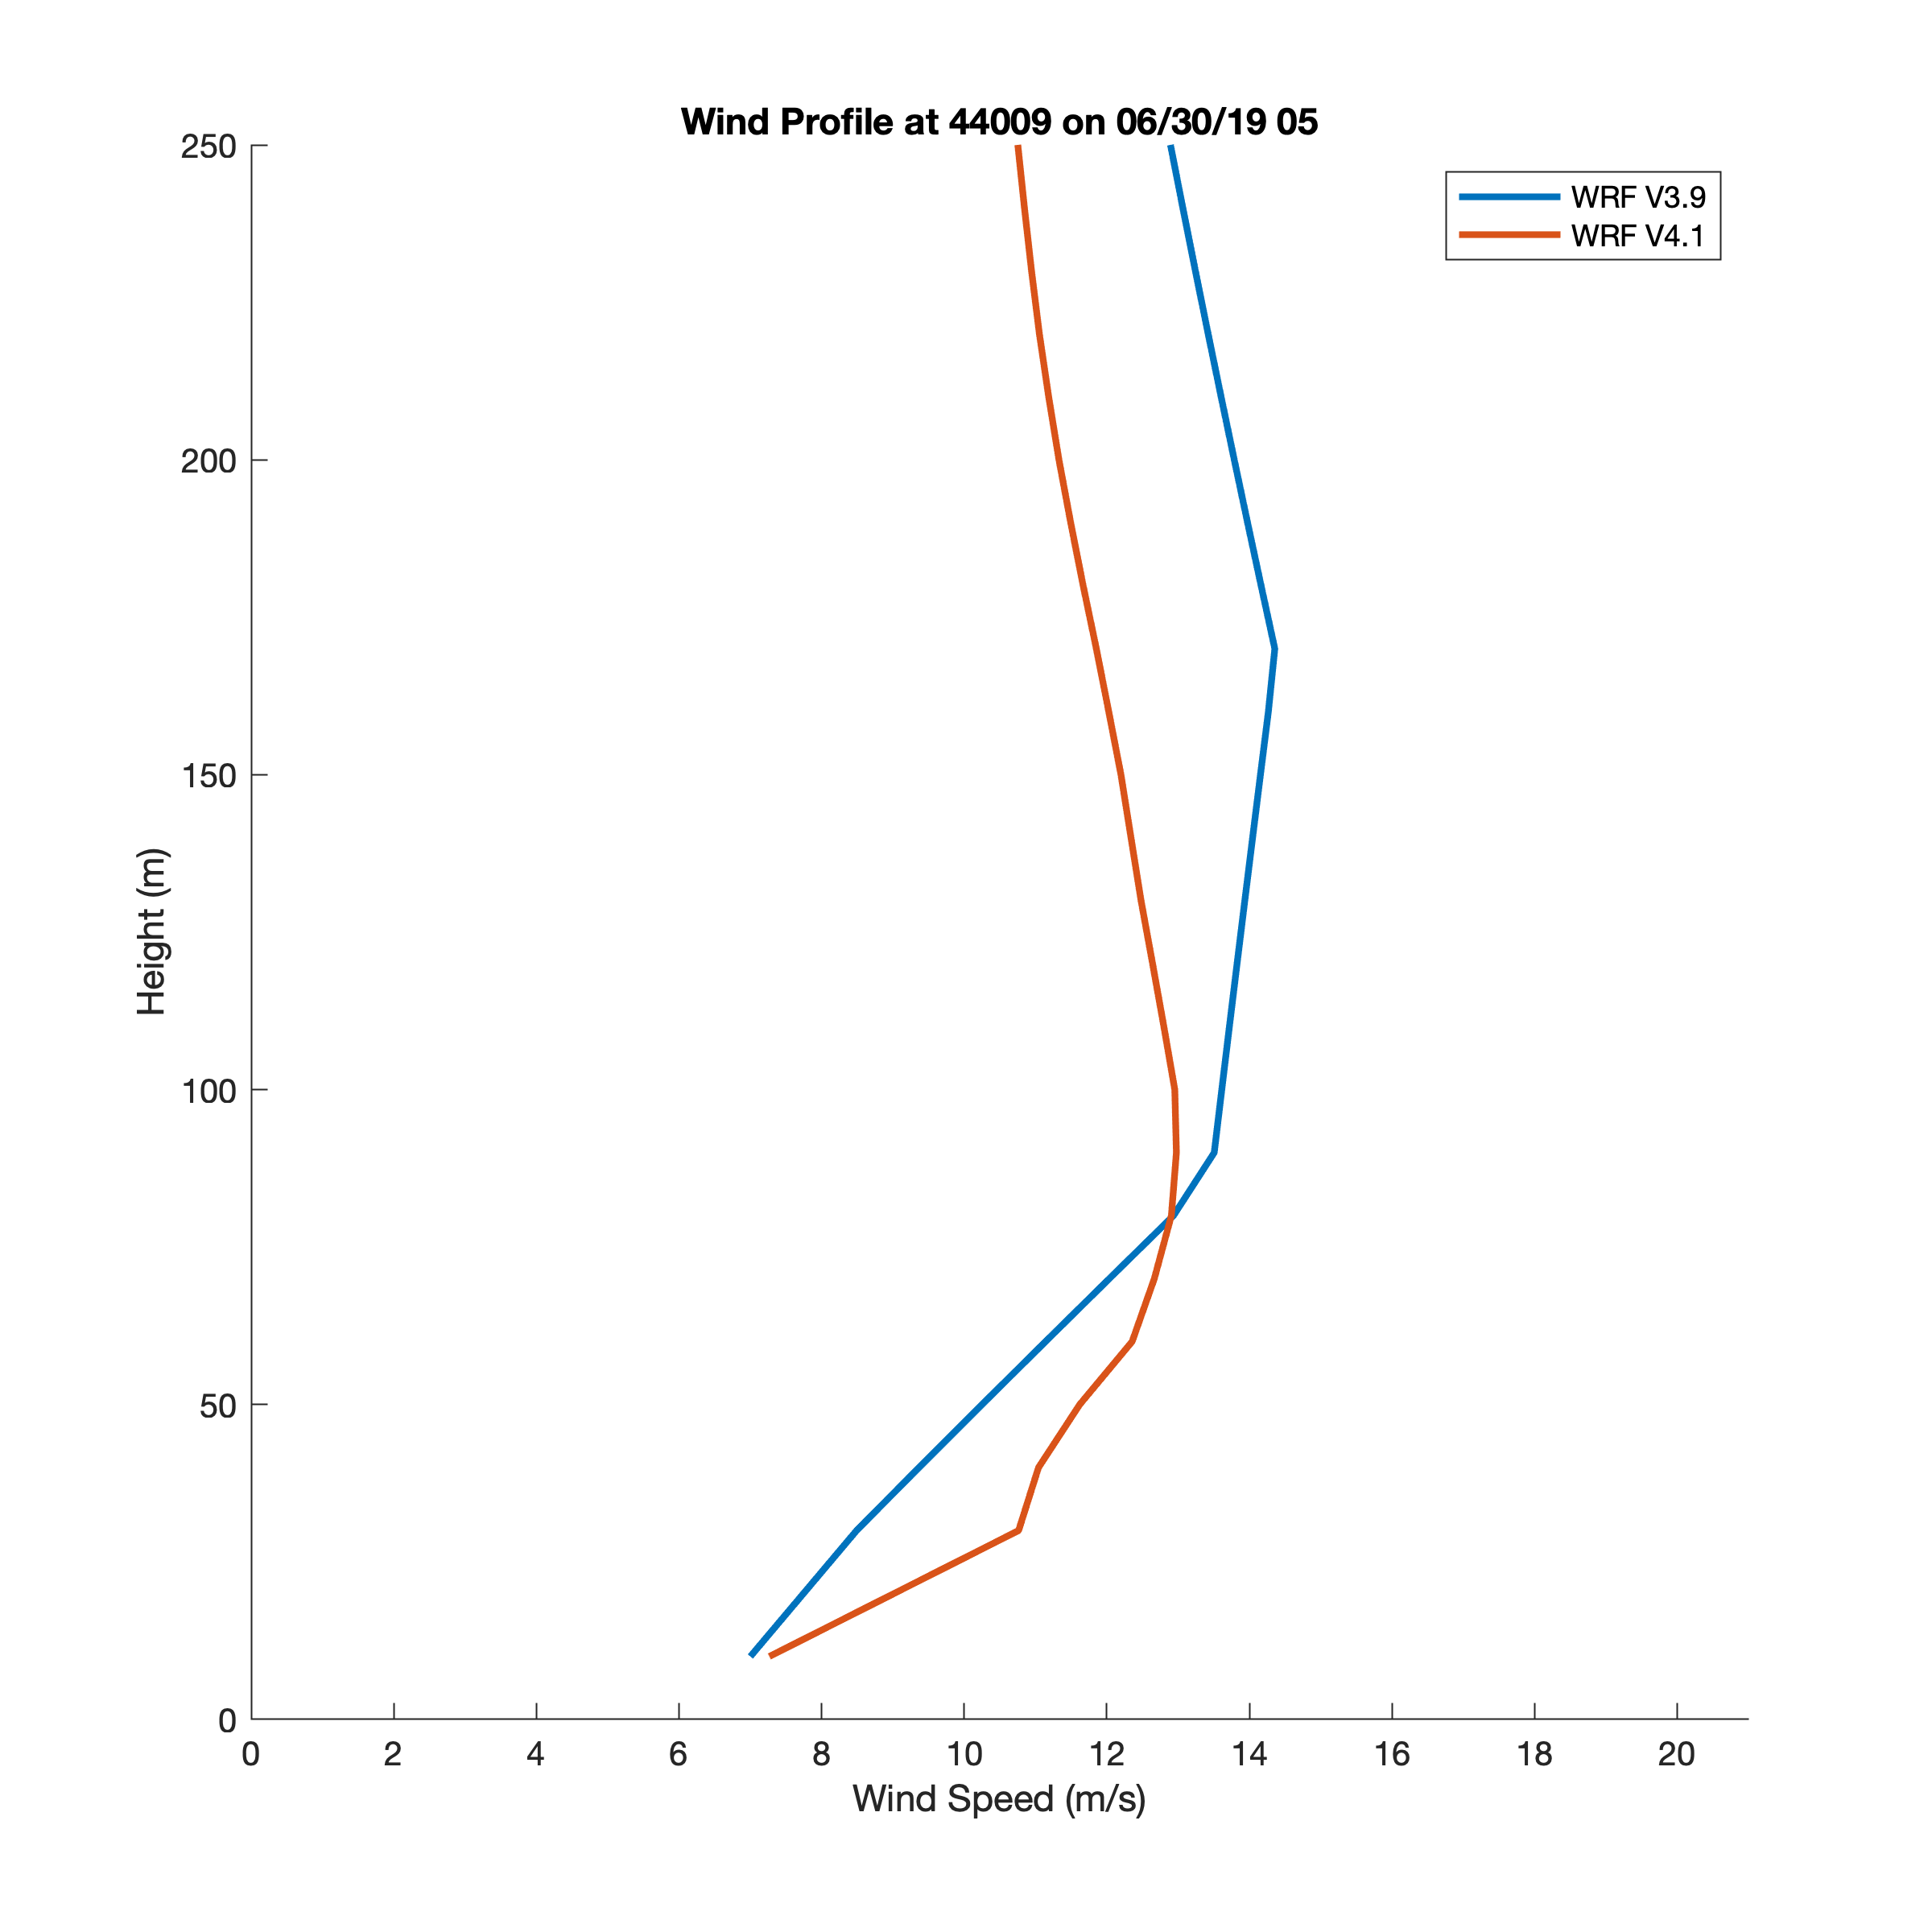 Wind Profile at 44009 on 06/30/19 05
WRF V3.9
WRF V4.1
250
200
150
100
50
0
Height (m)
0 2 4 6 8 10 12 14 16 18 20
Wind Speed (m/s)